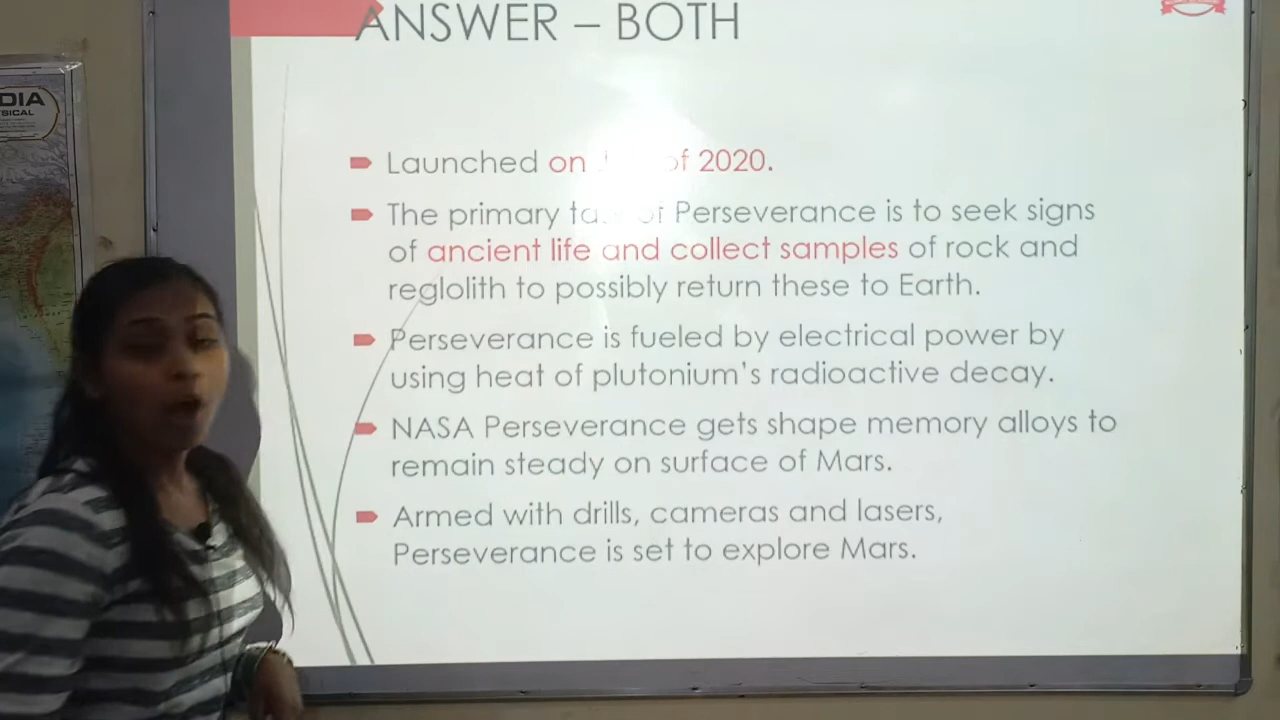 ANSWER – BOTH
DIA
SICAL
Launched on of 2020.
The primary Perseverance is to seek signs
of ancient life and collect samples of rock and
reglolith to possibly return these to Earth.
Perseverance is fueled by electrical power by
using heat of plutonium's radioactive decay.
NASA Perseverance gets shape memory alloys to
remain steady on surface of Mars.
Armed with drills, cameras and lasers,
Perseverance is set to explore Mars.